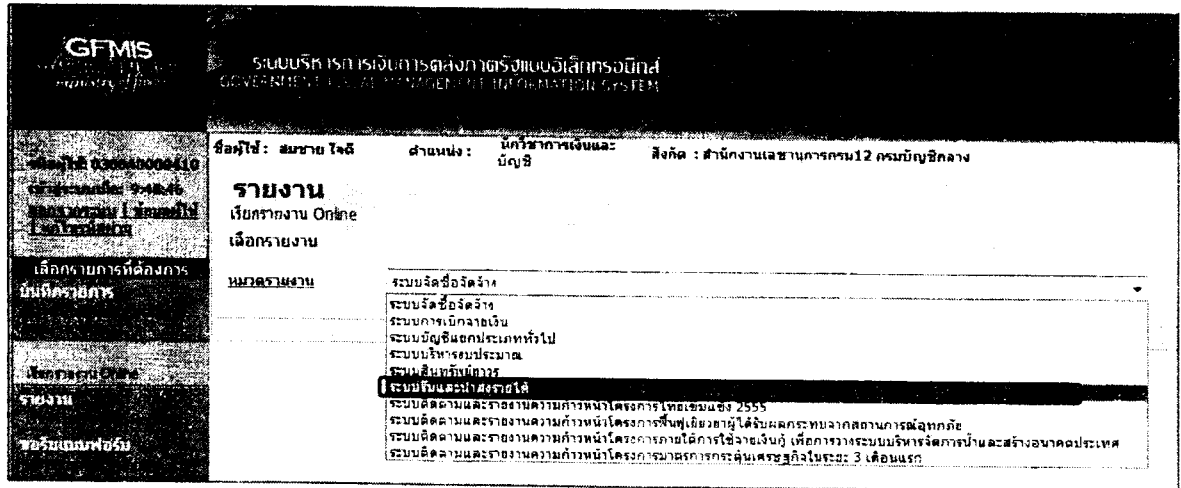 GFMIS
ระบบบริหารการเงินการคลังภาครัฐแบบอิเล็กทรอนิกส์
GOVERNMENT FISCAL MANAGEMENT INFORMATION SYSTEM
ชื่อผู้ใช้ : สมชาย ใจดี
ตำแหน่ง : นักวิชาการเงินและบัญชี
สังกัด : สำนักงานเลขานุการกรม12 กรมบัญชีกลาง
รายงาน
เรียกรายงาน Online
เลือกรายงาน
หมวดรายงาน
ระบบจัดซื้อจัดจ้าง
ระบบจัดซื้อจัดจ้าง
ระบบการเบิกจ่ายเงิน
ระบบบัญชีแยกประเภททั่วไป
ระบบบริหารงบประมาณ
ระบบสินทรัพย์ถาวร
ระบบรับและนำส่งรายได้
ระบบติดตามและรายงานความก้าวหน้าโครงการไทยเข้มแข็ง 2555
ระบบติดตามและรายงานความก้าวหน้าโครงการฟื้นฟูเยียวยาผู้ได้รับผลกระทบจากสถานการณ์อุทกภัย
ระบบติดตามและรายงานความก้าวหน้าโครงการภายใต้การใช้จ่ายเงินกู้ เพื่อการวางระบบบริหารจัดการน้ำและสร้างอนาคตประเทศ
ระบบติดตามและรายงานความก้าวหน้าโครงการมาตรการกระตุ้นเศรษฐกิจในระยะ 3 เดือนแรก
เลือกรายการที่ต้องการ
บันทึกรายการ
เรียกรายงาน Online
รายงาน
ขอรับแบบฟอร์ม